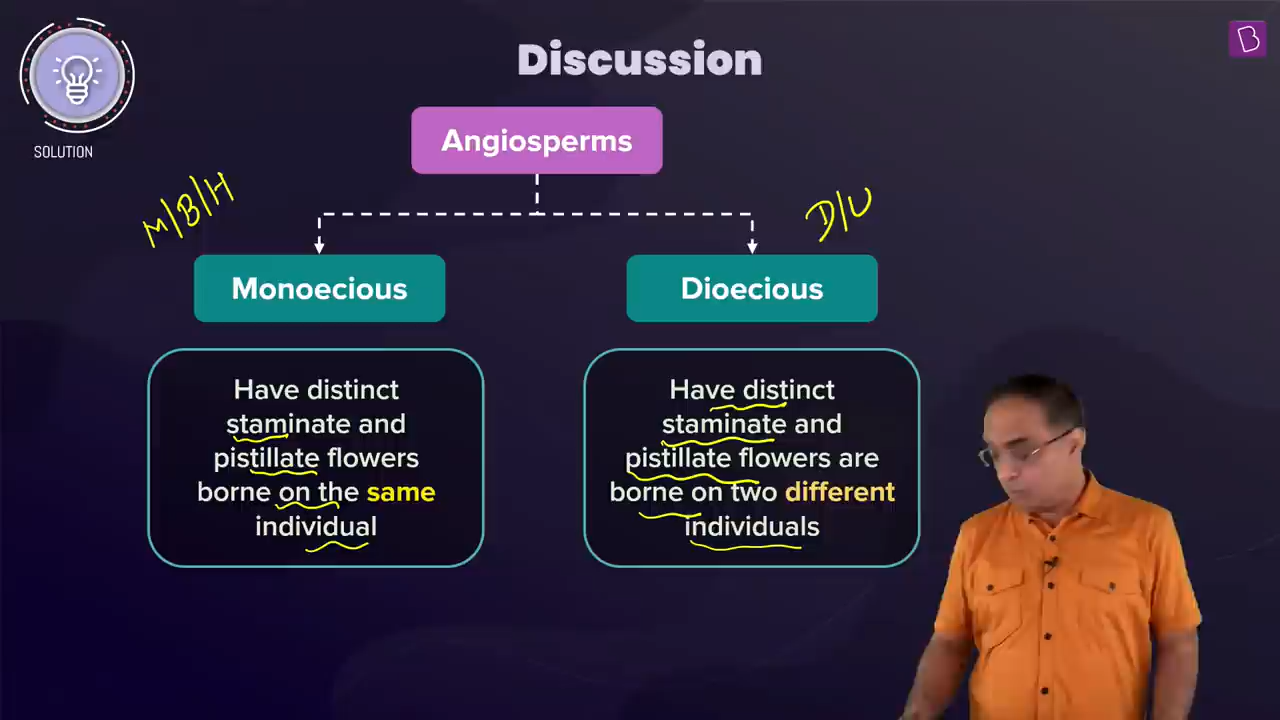 Discussion
SOLUTION
Angiosperms
M/B/H
D/U
Monoecious
Dioecious
Have distinct
staminate and
pistillate flowers
borne on the same
individual
Have distinct
staminate and
pistillate flowers are
borne on two different
individuals